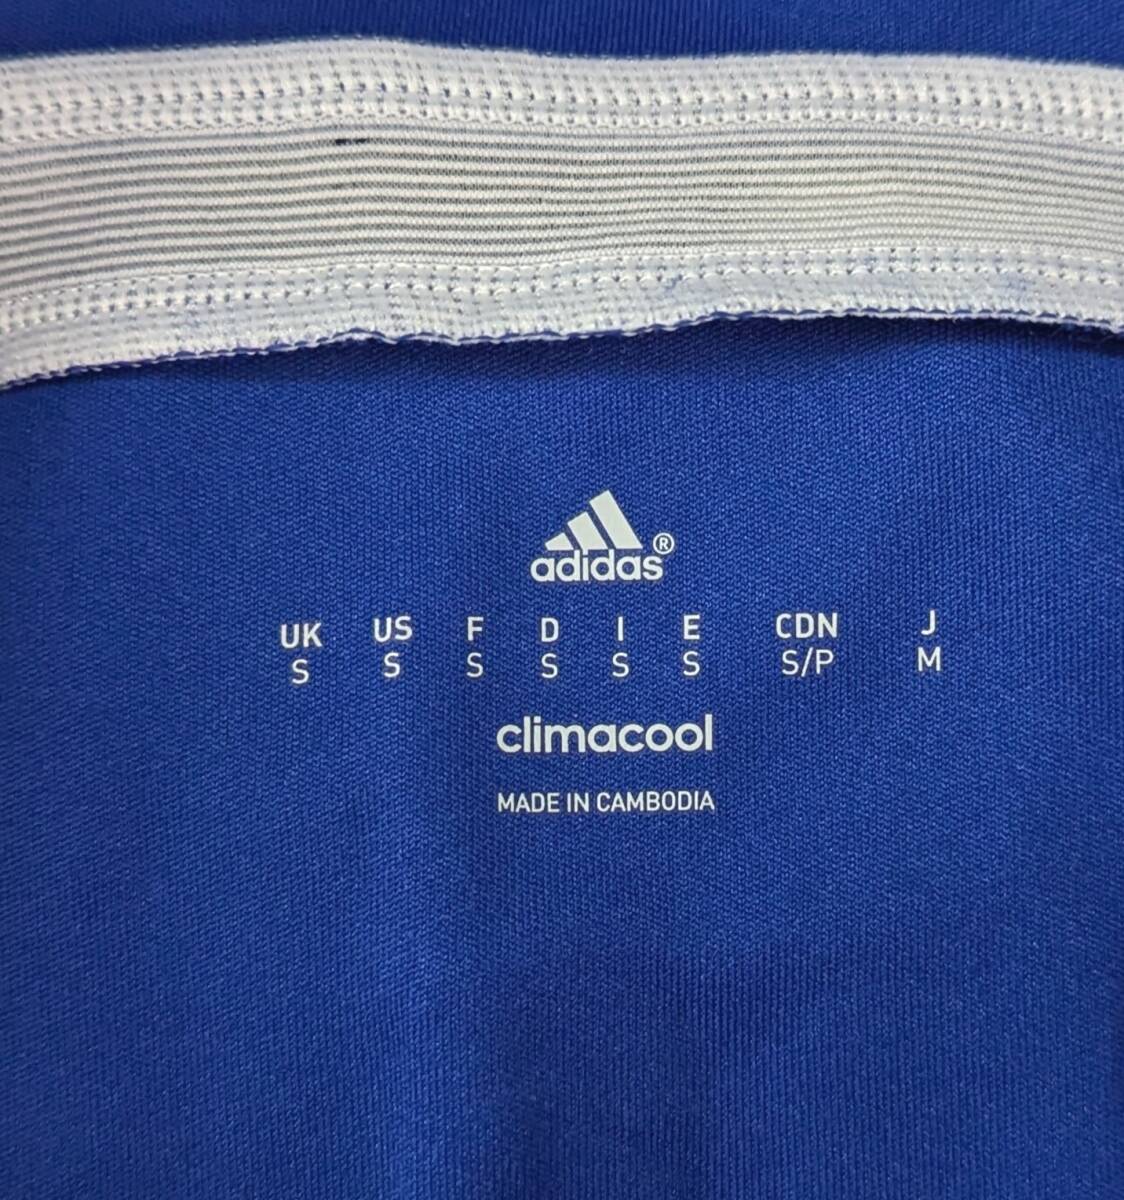 adidas®
UK US F D I E CDN J
S S S S S S S/P M
climacool
MADE IN CAMBODIA